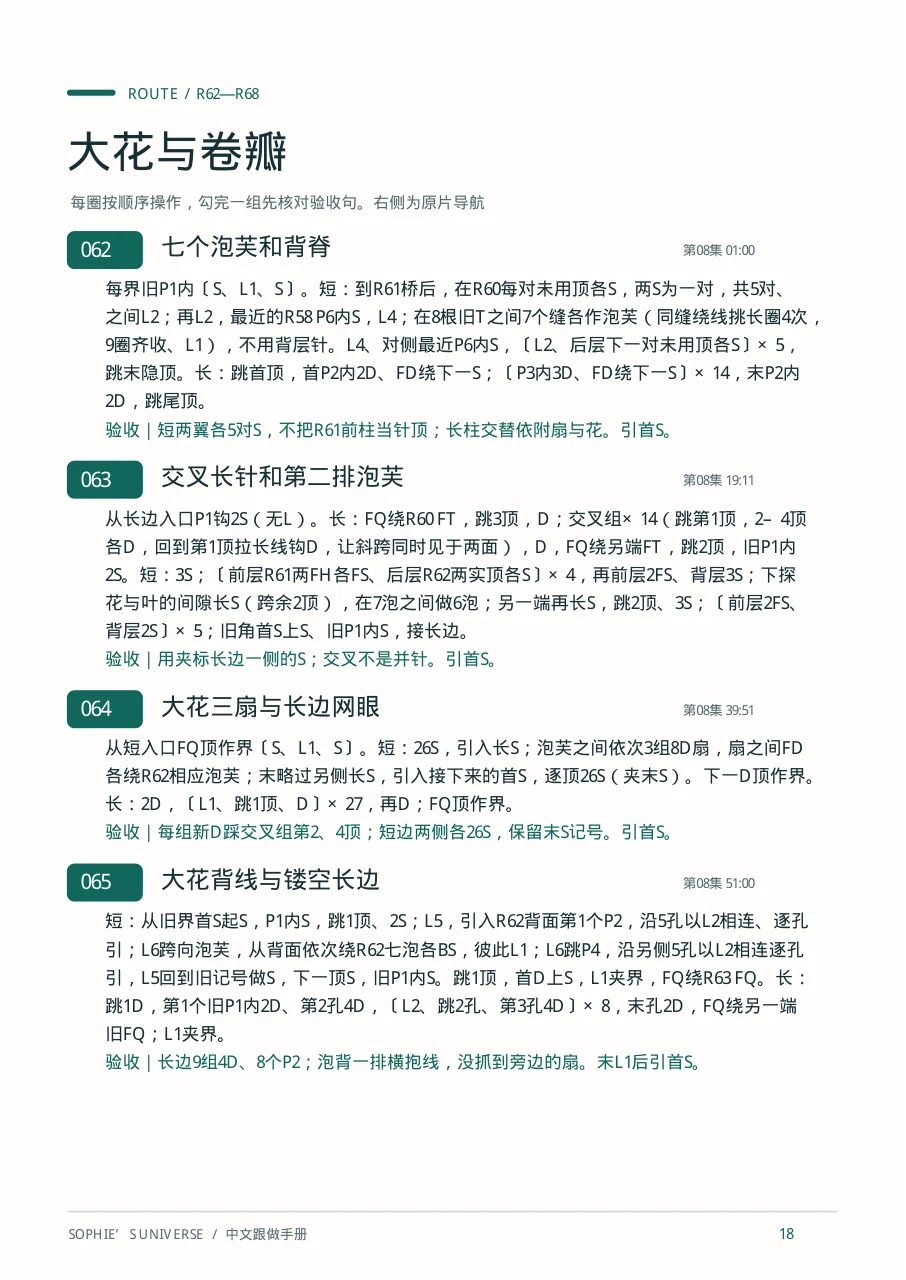 ROUTE / R62—R68
大花与卷瓣
每圈按顺序操作，勾完一组先核对验收句。右侧为原片导航
062 七个泡芙和背脊 第08集 01:00
每界旧P1内〔S、L1、S〕。短：到R61桥后，在R60每对未用顶各S，两S为一对，共5对、
之间L2；再L2，最近的R58P6内S，L4；在8根旧T之间7个缝各作泡芙（同缝绕线挑长圈4次，
9圈齐收、L1），不用背层针。L4、对侧最近P6内S，〔L2、后层下一对未用顶各S〕× 5，
跳末隐顶。长：跳首顶，首P2内2D、FD绕下一S；〔P3内3D、FD绕下一S〕× 14，末P2内
2D，跳尾顶。
验收 | 短两翼各5对S，不把R61前柱当针顶；长柱交替依附扇与花。引首S。
063 交叉长针和第二排泡芙 第08集 19:11
从长边入口P1钩2S（无L）。长：FQ绕R60FT，跳3顶，D；交叉组× 14（跳第1顶，2– 4顶
各D，回到第1顶拉长线钩D，让斜跨同时见于两面），D，FQ绕另端FT，跳2顶，旧P1内
2S。短：3S；〔前层R61两FH各FS、后层R62两实顶各S〕× 4，再前层2FS、背层3S；下探
花与叶的间隙长S（跨余2顶），在7泡之间做6泡；另一端再长S，跳2顶、3S；〔前层2FS、
背层2S〕× 5；旧角首S上S、旧P1内S，接长边。
验收 | 用夹标长边一侧的S；交叉不是并针。引首S。
064 大花三扇与长边网眼 第08集 39:51
从短入口FQ顶作界〔S、L1、S〕。短：26S，引入长S；泡芙之间依次3组8D扇，扇之间FD
各绕R62相应泡芙；末略过另侧长S，引入接下来的首S，逐顶26S（夹末S）。下一D顶作界。
长：2D，〔L1、跳1顶、D〕× 27，再D；FQ顶作界。
验收 | 每组新D踩交叉组第2、4顶；短边两侧各26S，保留末S记号。引首S。
065 大花背线与镂空长边 第08集 51:00
短：从旧界首S起S，P1内S，跳1顶、2S；L5，引入R62背面第1个P2，沿5孔以L2相连、逐孔
引；L6跨向泡芙，从背面依次绕R62七泡各BS，彼此L1；L6跳P4，沿另侧5孔以L2相连逐孔
引，L5回到旧记号做S，下一顶S，旧P1内S。跳1顶，首D上S，L1夹界，FQ绕R63FQ。长：
跳1D，第1个旧P1内2D、第2孔4D，〔L2、跳2孔、第3孔4D〕× 8，末孔2D，FQ绕另一端
旧FQ；L1夹界。
验收 | 长边9组4D、8个P2；泡背一排横抱线，没抓到旁边的扇。末L1后引首S。
SOPHIE’ S UNIVERSE / 中文跟做手册 18